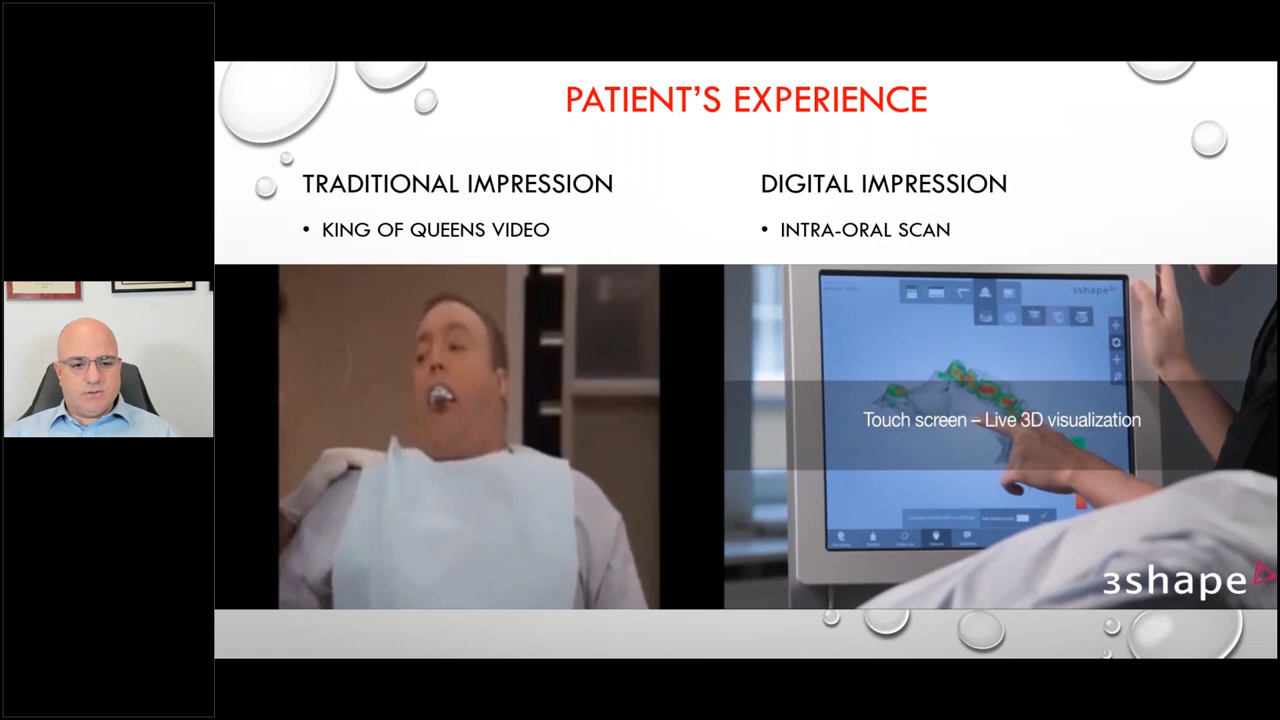 PATIENT'S EXPERIENCE
TRADITIONAL IMPRESSION
• KING OF QUEENS VIDEO
DIGITAL IMPRESSION
• INTRA-ORAL SCAN
3shape
Touch screen – Live 3D visualization
3shape